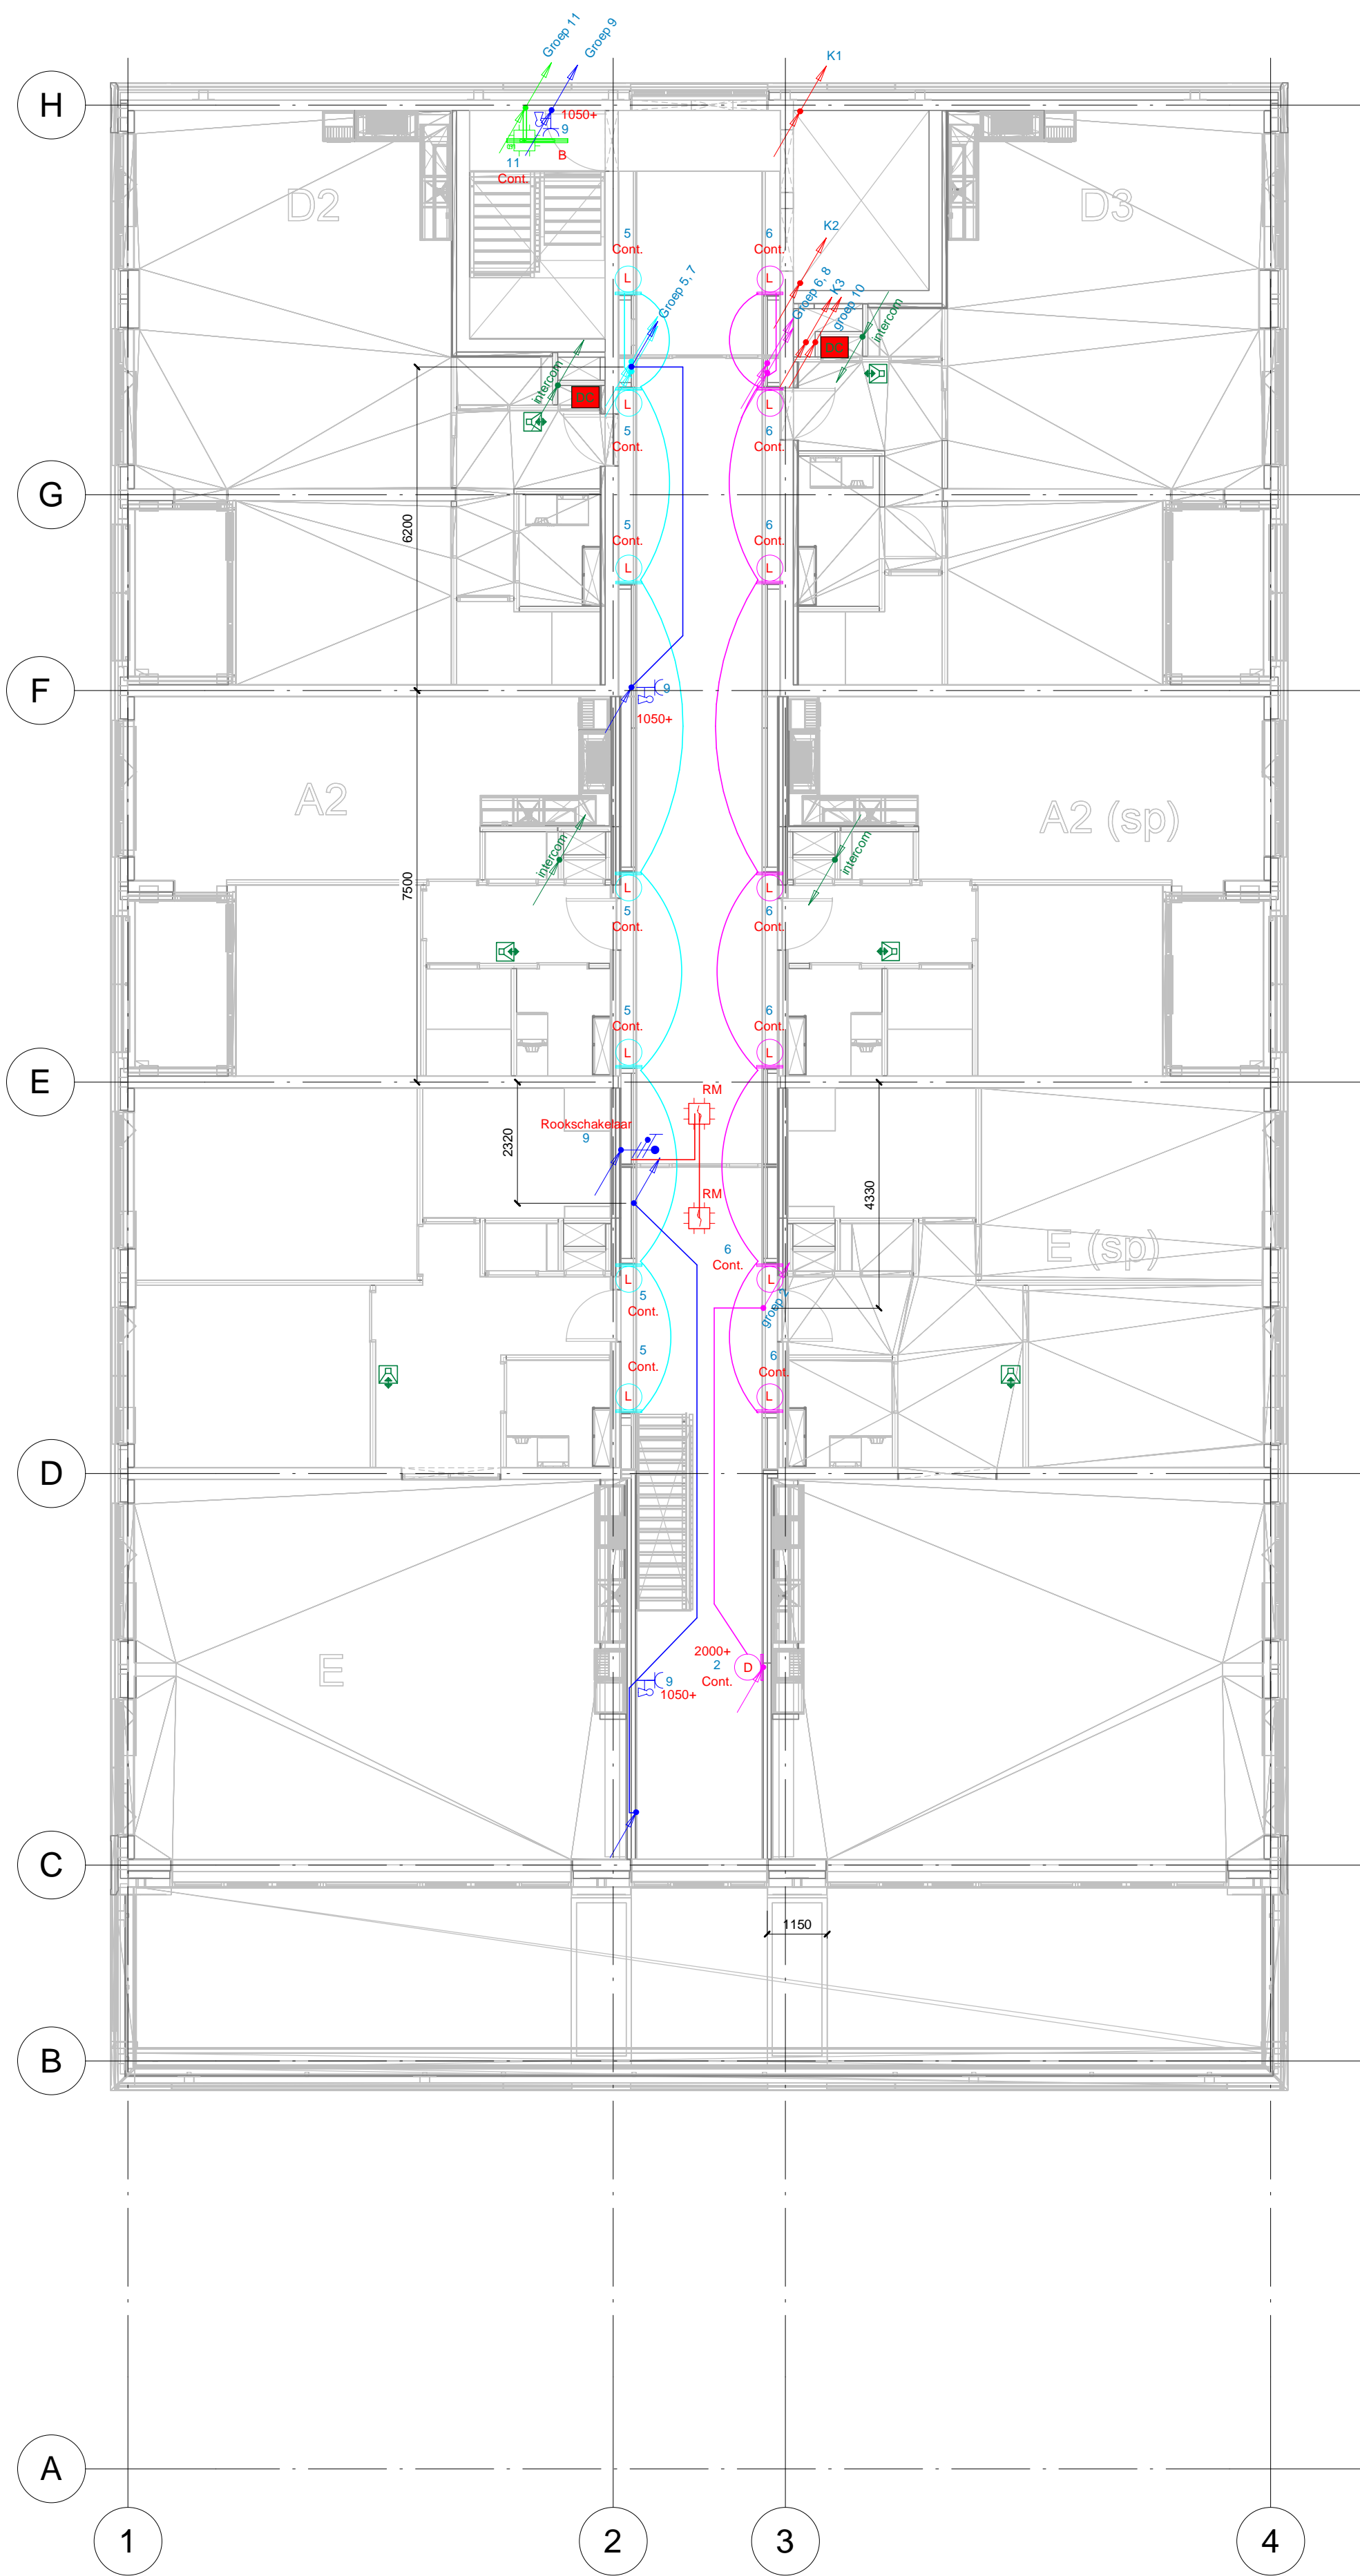 Groep 11
Groep 9
K1
H
1050+
9
B
11
Cont.
D2
D3
5
Cont.
6
Cont.
K2
L
L
Groep 5, 7
Groep 6, 8
K3
groep 10
intercom
intercom
L
L
5
Cont.
6
Cont.
G
6200
5
Cont.
6
Cont.
L
L
F
9
1050+
A2
A2 (sp)
intercom
intercom
7500
L
L
5
Cont.
6
Cont.
5
Cont.
6
Cont.
L
L
E
RM
Rookschakelaar
9
2320
RM
4330
E (sp)
6
Cont.
L
L
5
Cont.
groep 2
5
Cont.
6
Cont.
L
L
D
2000+
2
Cont.
D
E
9
1050+
C
1150
B
A
1
2
3
4